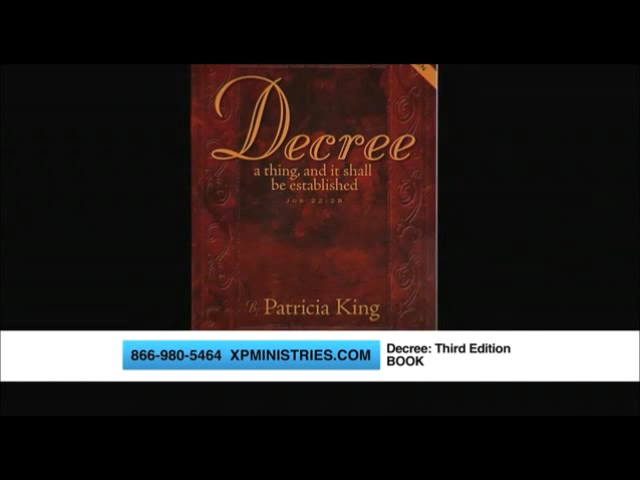 Decree
a thing, and it shall
be established
JOB 22:28
By Patricia King
866-980-5464 XPMINISTRIES.COM
Decree: Third Edition
BOOK